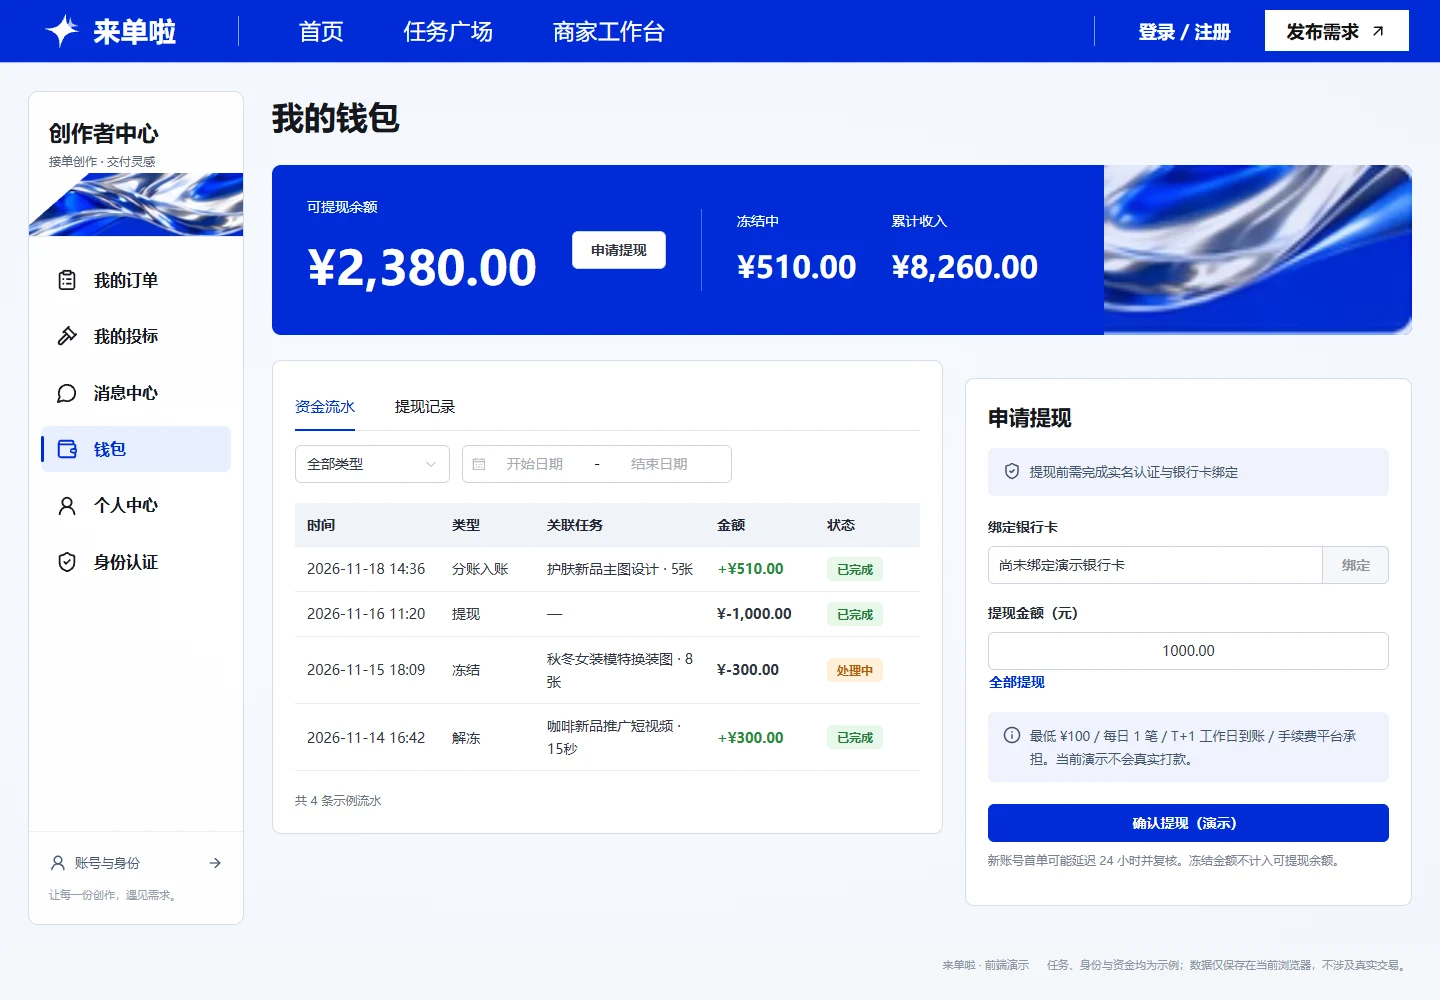 来单啦
首页
任务广场
商家工作台
登录 / 注册
发布需求
创作者中心
接单创作 · 交付灵感
我的订单
我的投标
消息中心
钱包
个人中心
身份认证
账号与身份
让每一份创作，遇见需求。
我的钱包
可提现余额
¥2,380.00
申请提现
冻结中
¥510.00
累计收入
¥8,260.00
资金流水
提现记录
全部类型
开始日期 - 结束日期
时间 类型 关联任务 金额 状态
2026-11-18 14:36 分账入账 护肤新品主图设计 · 5张 +¥510.00 已完成
2026-11-16 11:20 提现 — ¥-1,000.00 已完成
2026-11-15 18:09 冻结 秋冬女装模特换装图 · 8 ¥-300.00 处理中
张
2026-11-14 16:42 解冻 咖啡新品推广短视频 · +¥300.00 已完成
15秒
共 4 条示例流水
申请提现
提现前需完成实名认证与银行卡绑定
绑定银行卡
尚未绑定演示银行卡
绑定
提现金额（元）
1000.00
全部提现
最低 ¥100 / 每日 1 笔 / T+1 工作日到账 / 手续费平台承
担。当前演示不会真实打款。
确认提现（演示）
新账号首单可能延迟 24 小时并复核。冻结金额不计入可提现余额。
来单啦 · 前端演示 任务、身份与资金均为示例；数据仅保存在当前浏览器，不涉及真实交易。